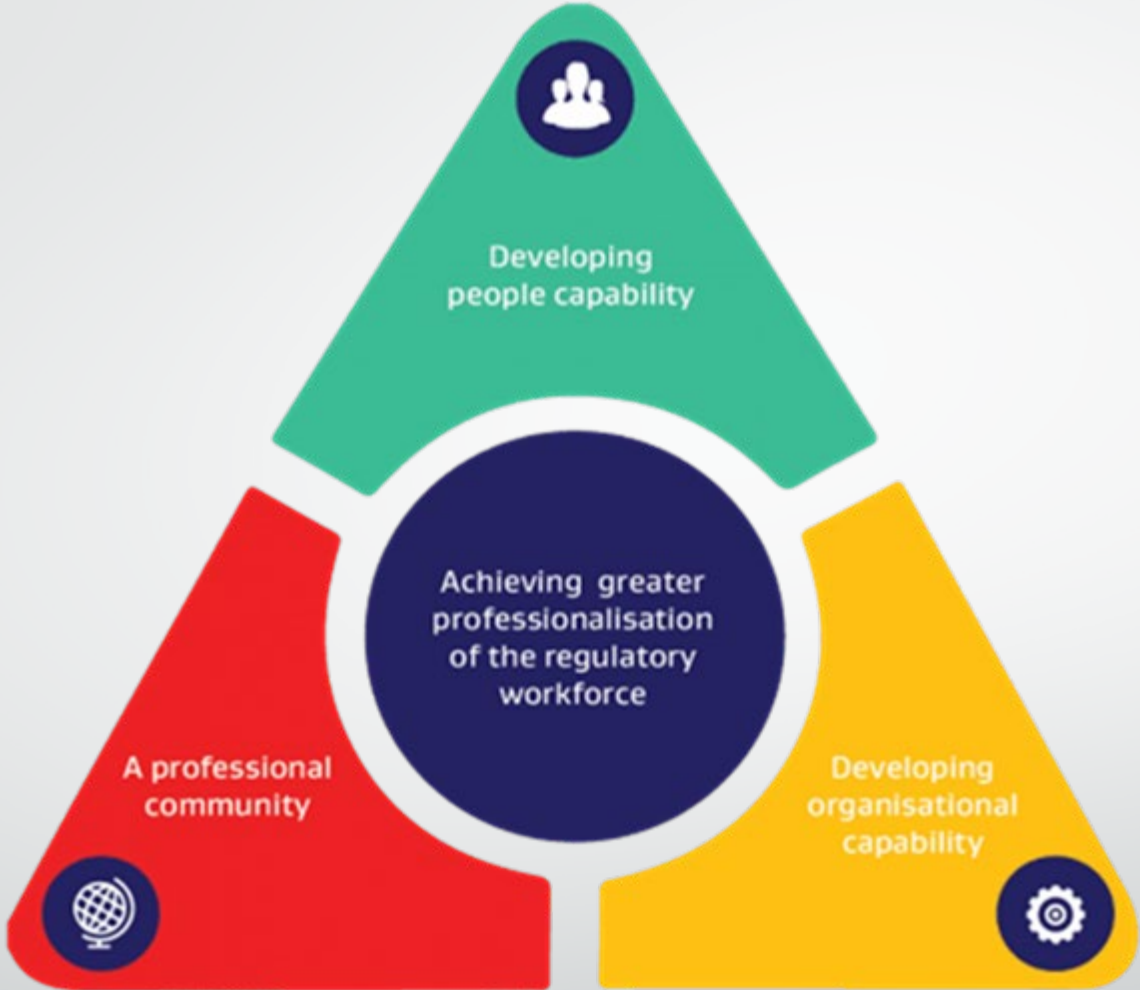 Developing
people capability
Achieving greater
professionalisation
of the regulatory
workforce
A professional
community
Developing
organisational
capability